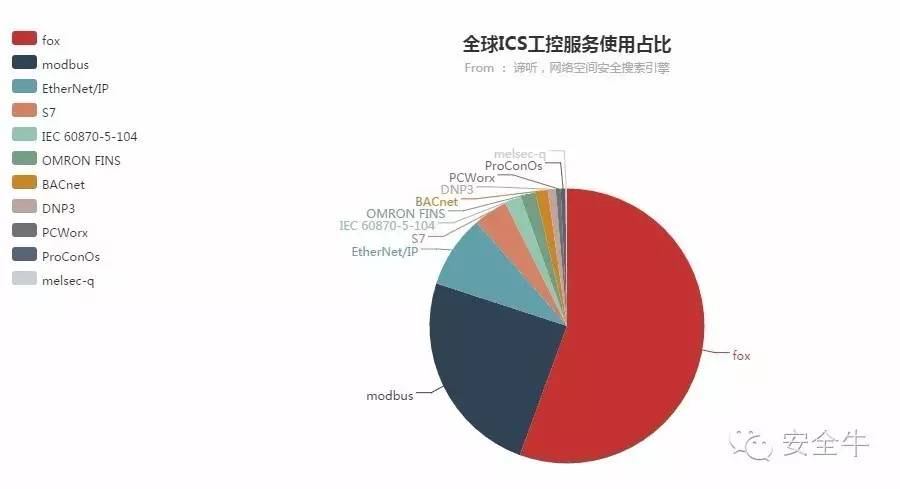 fox
modbus
EtherNet/IP
S7
IEC 60870-5-104
OMRON FINS
BACnet
DNP3
PCWorx
ProConOs
melsec-q
全球ICS工控服务使用占比
From ： 谛听，网络空间安全搜索引擎
melsec-q
ProConOs
PCWorx
DNP3
BACnet
OMRON FINS
IEC 60870-5-104
S7
EtherNet/IP
fox
modbus
安全牛